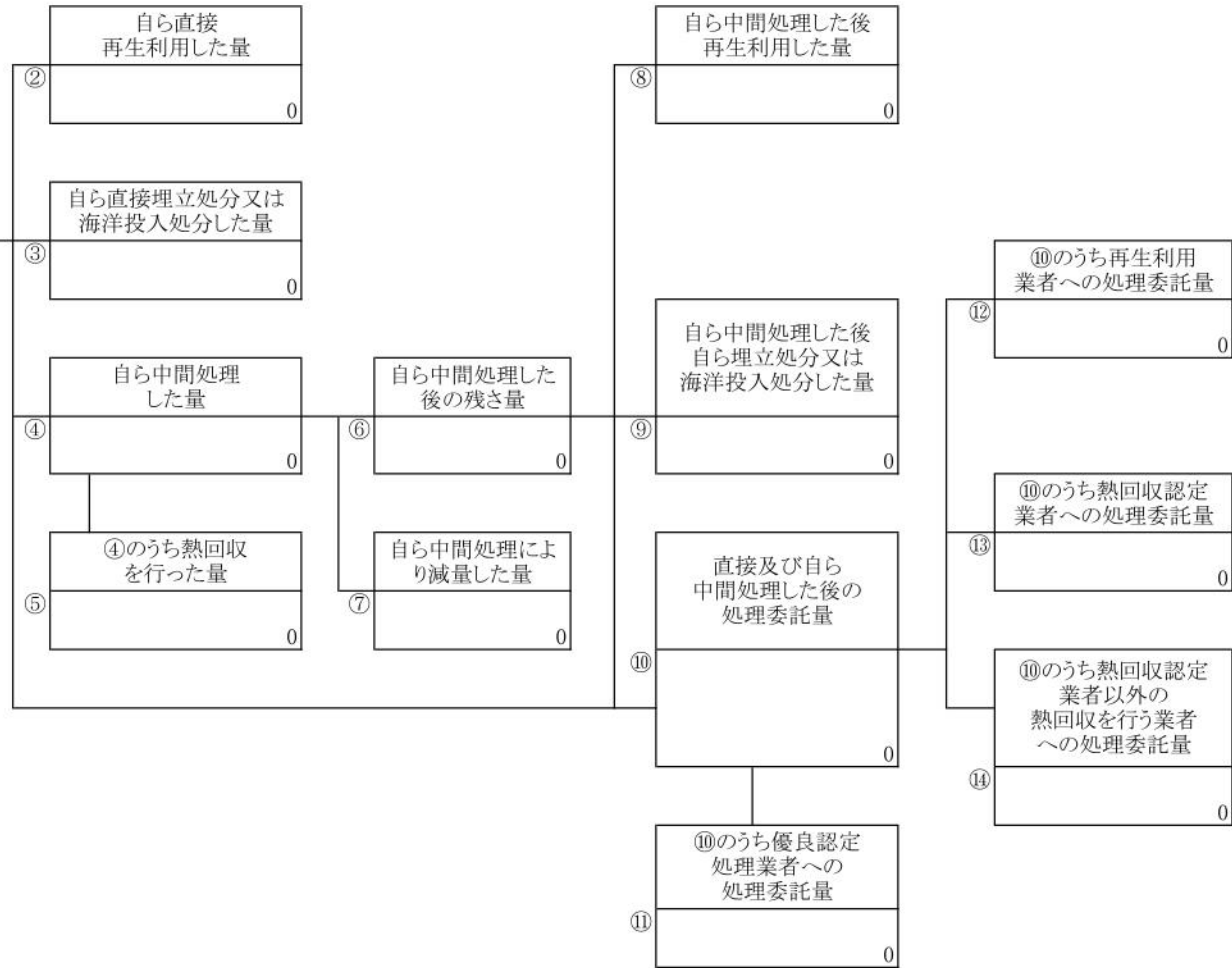 自ら直接
再生利用した量
②
0
自ら中間処理した後
再生利用した量
⑧
0
自ら直接埋立処分又は
海洋投入処分した量
③
0
⑩のうち再生利用
業者への処理委託量
⑫
0
自ら中間処理
した量
④
0
自ら中間処理した
後の残さ量
⑥
0
自ら中間処理した後
自ら埋立処分又は
海洋投入処分した量
⑨
0
⑩のうち熱回収認定
業者への処理委託量
⑬
0
④のうち熱回収
を行った量
⑤
0
自ら中間処理によ
り減量した量
⑦
0
直接及び自ら
中間処理した後の
処理委託量
⑩
0
⑩のうち熱回収認定
業者以外の
熱回収を行う業者
への処理委託量
⑭
0
⑩のうち優良認定
処理業者への
処理委託量
⑪
0